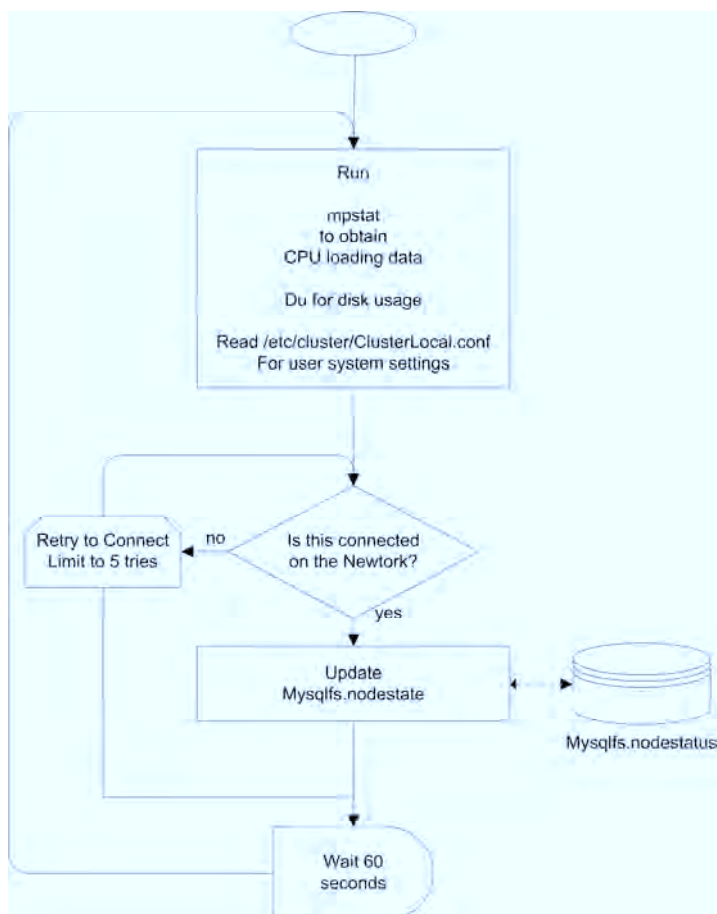 Run
mpstat
to obtain
CPU loading data
Du for disk usage
Read /etc/cluster/ClusterLocal.conf
For user system settings
Retry to Connect
Limit to 5 tries
no
Is this connected
on the Newtork?
yes
Update
Mysqlfs.nodestate
Mysqlfs.nodestatus
Wait 60
seconds